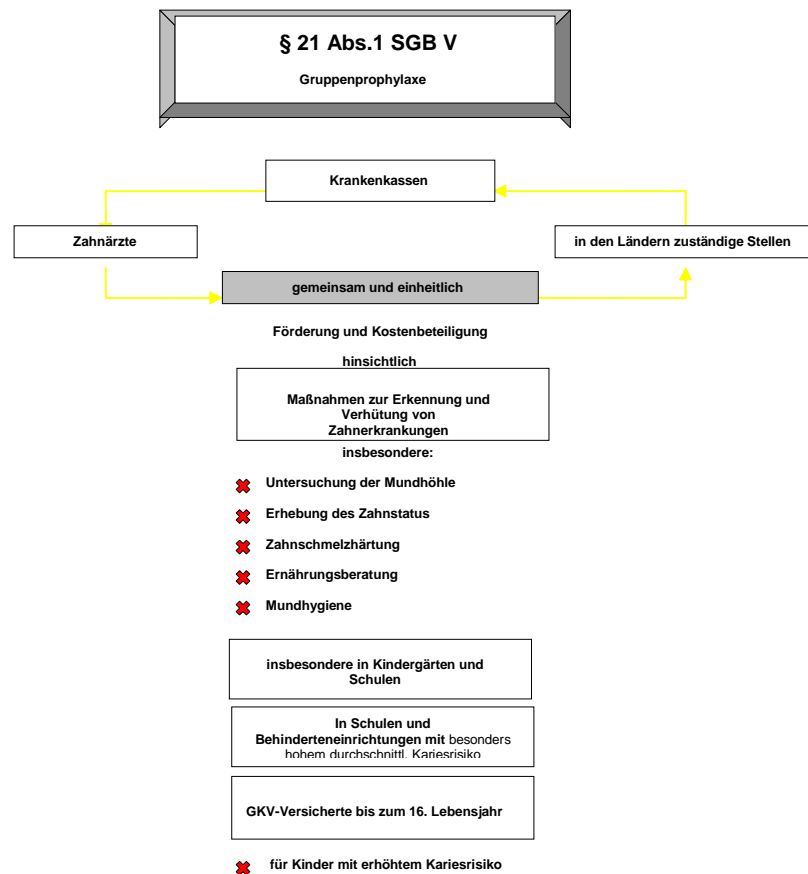 § 21 Abs.1 SGB V
Gruppenprophylaxe
Krankenkassen
Zahnärzte
in den Ländern zuständige Stellen
gemeinsam und einheitlich
Förderung und Kostenbeteiligung
hinsichtlich
Maßnahmen zur Erkennung und
Verhütung von
Zahnerkrankungen
insbesondere:
Untersuchung der Mundhöhle
Erhebung des Zahnstatus
Zahnschmelzhärtung
Ernährungsberatung
Mundhygiene
insbesondere in Kindergärten und
Schulen
In Schulen und
Behinderteneinrichtungen mit besonders
hohem durchschnittl. Kariesrisiko
GKV-Versicherte bis zum 16. Lebensjahr
für Kinder mit erhöhtem Kariesrisiko